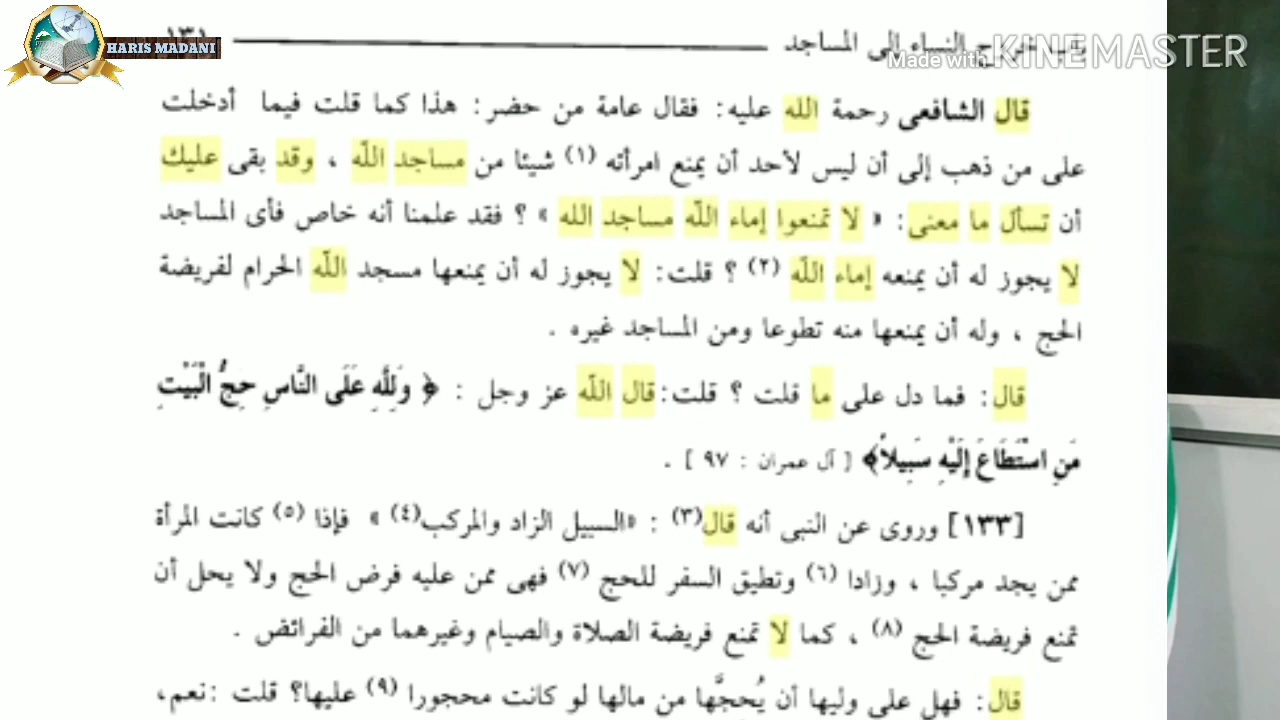 HARIS MADANI
Made with KINEMASTER
باب خروج النساء إلى المساجد ١٣١
قال الشافعى رحمة الله عليه: فقال عامة من حضر: هذا كما قلت فيما أدخلت
على من ذهب إلى أن ليس لأحد أن يمنع امرأته (١) شيئا من مساجد اللّه ، وقد بقى عليك
أن تسأل ما معنى: « لا تمنعوا إماء اللّه مساجد الله » ؟ فقد علمنا أنه خاص فأى المساجد
لا يجوز له أن يمنعه إماء اللّه (٢) ؟ قلت: لا يجوز له أن يمنعها مسجد اللّه الحرام لفريضة
الحج ، وله أن يمنعها منه تطوعا ومن المساجد غيره .
قال: فما دل على ما قلت ؟ قلت: قال اللّه عز وجل : ﴿ وَلِلَّهِ عَلَى النَّاسِ حِجُّ الْبَيْتِ
مَنِ اسْتَطَاعَ إِلَيْهِ سَبِيلاً﴾ [ آل عمران : ٩٧ ] .
[١٣٣] وروى عن النبى أنه قال(٣) : «السبيل الزاد والمركب(٤) » فإذا (٥) كانت المرأة
ممن يجد مركبا ، وزادا (٦) وتطيق السفر للحج (٧) فهى ممن عليه فرض الحج ولا يحل أن
تمنع فريضة الحج (٨) ، كما لا تمنع فريضة الصلاة والصيام وغيرهما من الفرائض .
قال: فهل على وليها أن يُحجَّها من مالها لو كانت محجورا (٩) عليها؟ قلت :نعم،